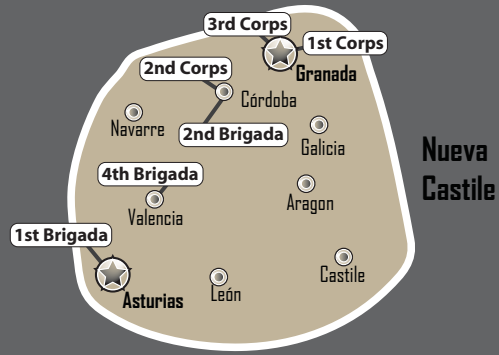 3rd Corps
1st Corps
Granada
2nd Corps
Córdoba
Navarre
2nd Brigada
Galicia
Nueva
Castile
4th Brigada
Valencia
Aragon
1st Brigada
Castile
León
Asturias